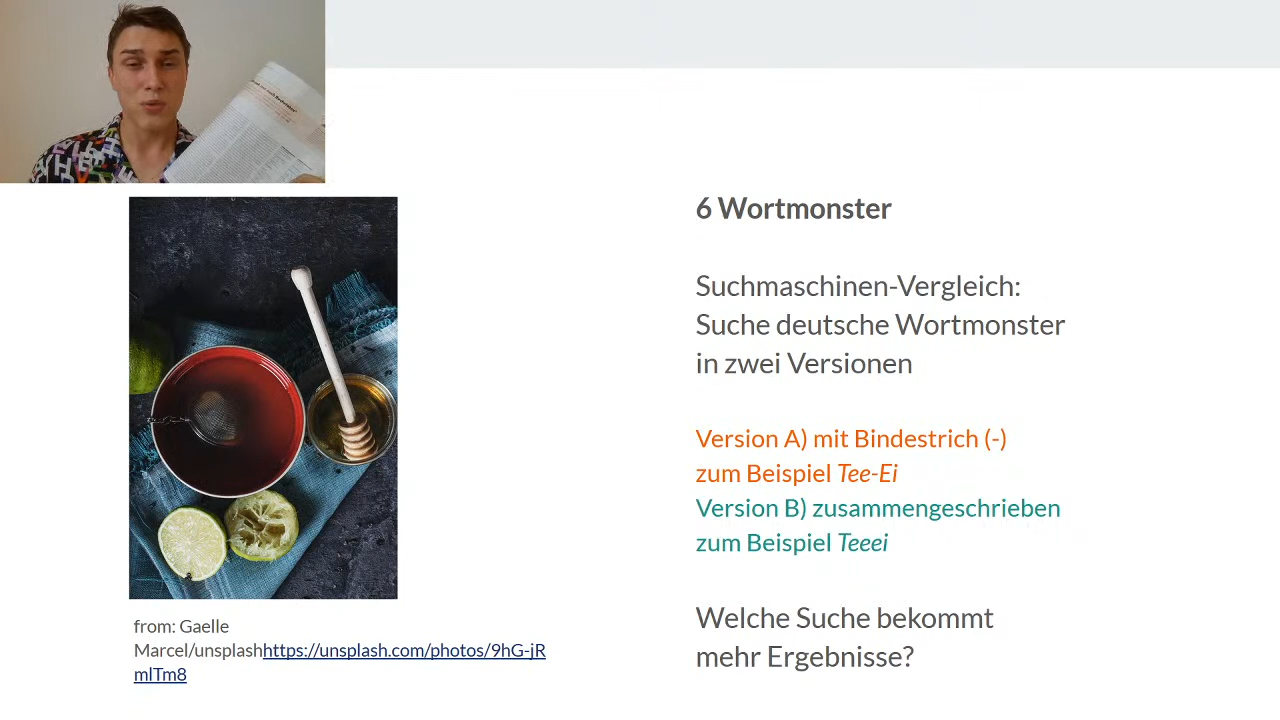 6 Wortmonster
Suchmaschinen-Vergleich:
Suche deutsche Wortmonster
in zwei Versionen
Version A) mit Bindestrich (-)
zum Beispiel Tee-Ei
Version B) zusammengeschrieben
zum Beispiel Teeei
Welche Suche bekommt
mehr Ergebnisse?
from: Gaelle
Marcel/unsplashhttps://unsplash.com/photos/9hG-jR
mlTm8